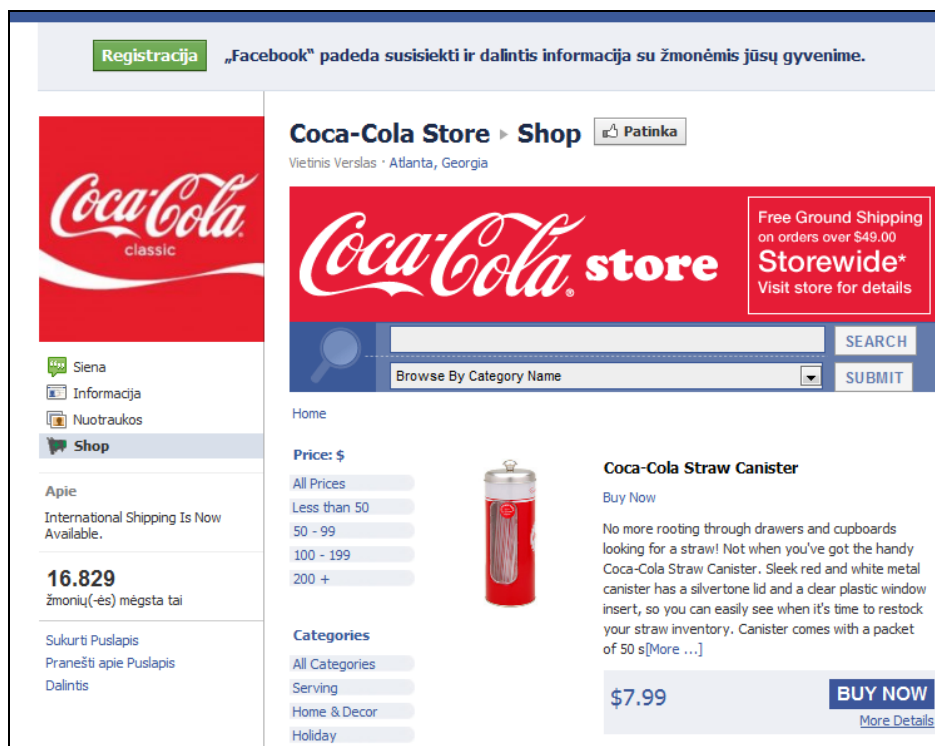 Registracija
„Facebook“ padeda susisiekti ir dalintis informacija su žmonėmis jūsų gyvenime.
Coca-Cola
classic
Siena
Informacija
Nuotraukos
Shop
Apie
International Shipping Is Now
Available.
16.829
žmonių(-ės) mėgsta tai
Sukurti Puslapis
Pranešti apie Puslapis
Dalintis
Coca-Cola Store ▸ Shop
Patinka
Vietinis Verslas · Atlanta, Georgia
Coca-Cola® store
Free Ground Shipping
on orders over $49.00
Storewide*
Visit store for details
SEARCH
Browse By Category Name
SUBMIT
Home
Price: $
All Prices
Less than 50
50 - 99
100 - 199
200 +
Categories
All Categories
Serving
Home & Decor
Holiday
Coca-Cola Straw Canister
Buy Now
No more rooting through drawers and cupboards
looking for a straw! Not when you've got the handy
Coca-Cola Straw Canister. Sleek red and white metal
canister has a silvertone lid and a clear plastic window
insert, so you can easily see when it's time to restock
your straw inventory. Canister comes with a packet
of 50 s[More ...]
$7.99
BUY NOW
More Details